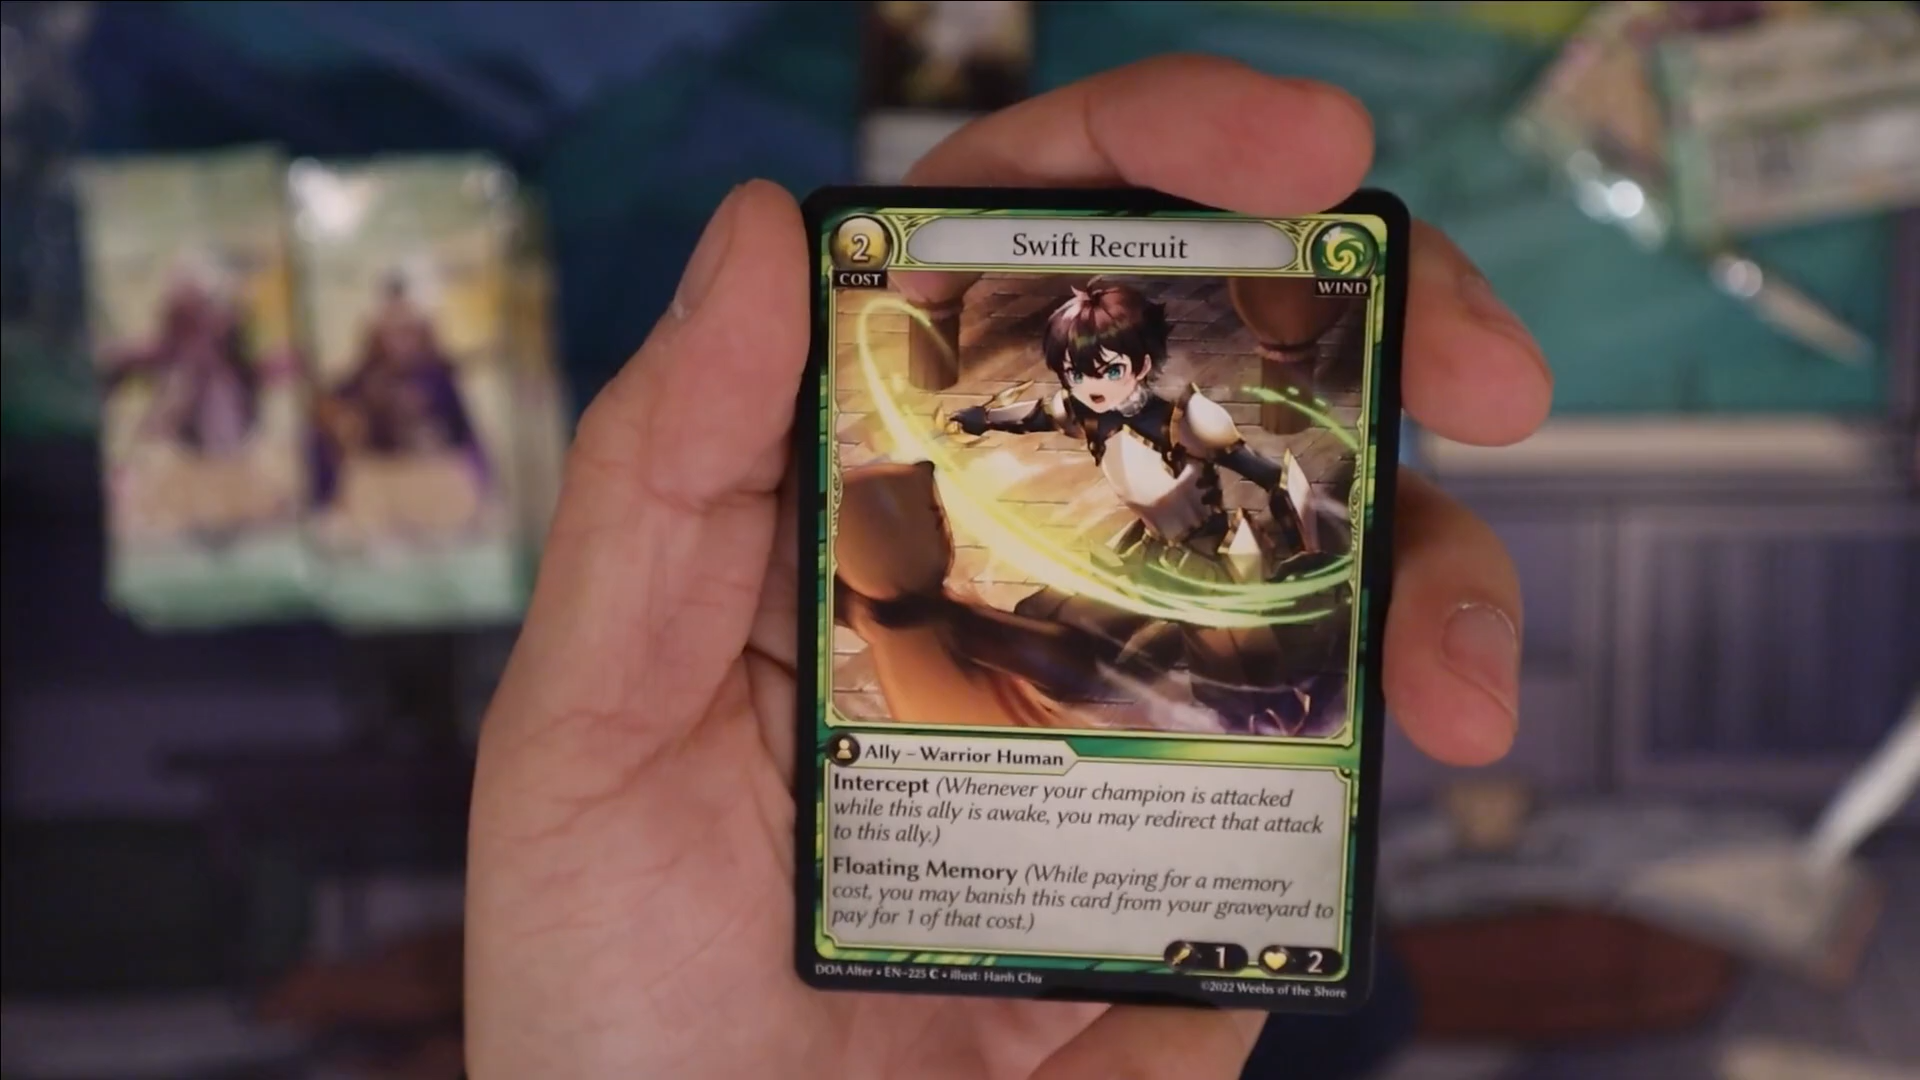 2
Swift Recruit
COST
WIND
Ally – Warrior Human
Intercept (Whenever your champion is attacked
while this ally is awake, you may redirect that attack
to this ally.)
Floating Memory (While paying for a memory
cost, you may banish this card from your graveyard to
pay for 1 of that cost.)
1
2
DOA Alter • EN-225 C • illust: Hanh Chu
©2022 Weebs of the Shore